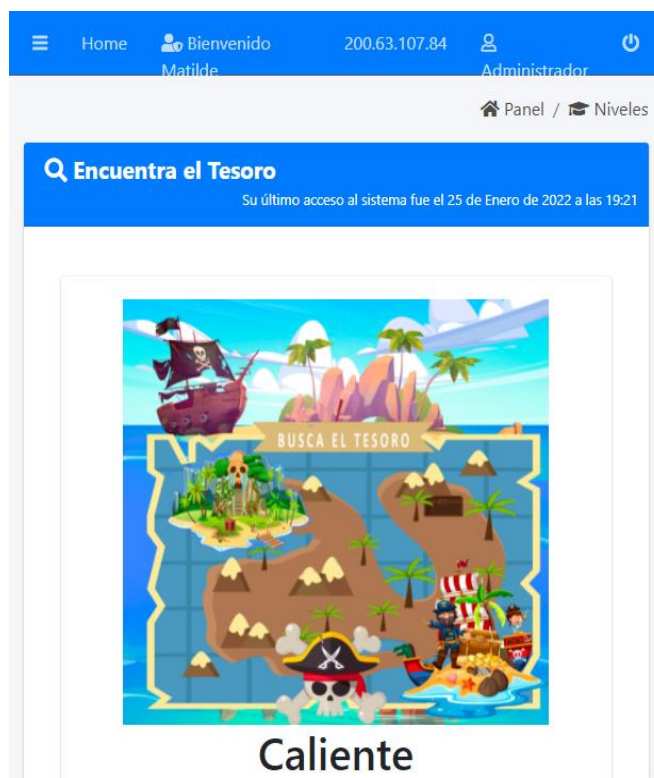 Home Bienvenido Matilde 200.63.107.84 Administrador
Panel / Niveles
Encuentra el Tesoro
Su último acceso al sistema fue el 25 de Enero de 2022 a las 19:21
BUSCA EL TESORO
Caliente